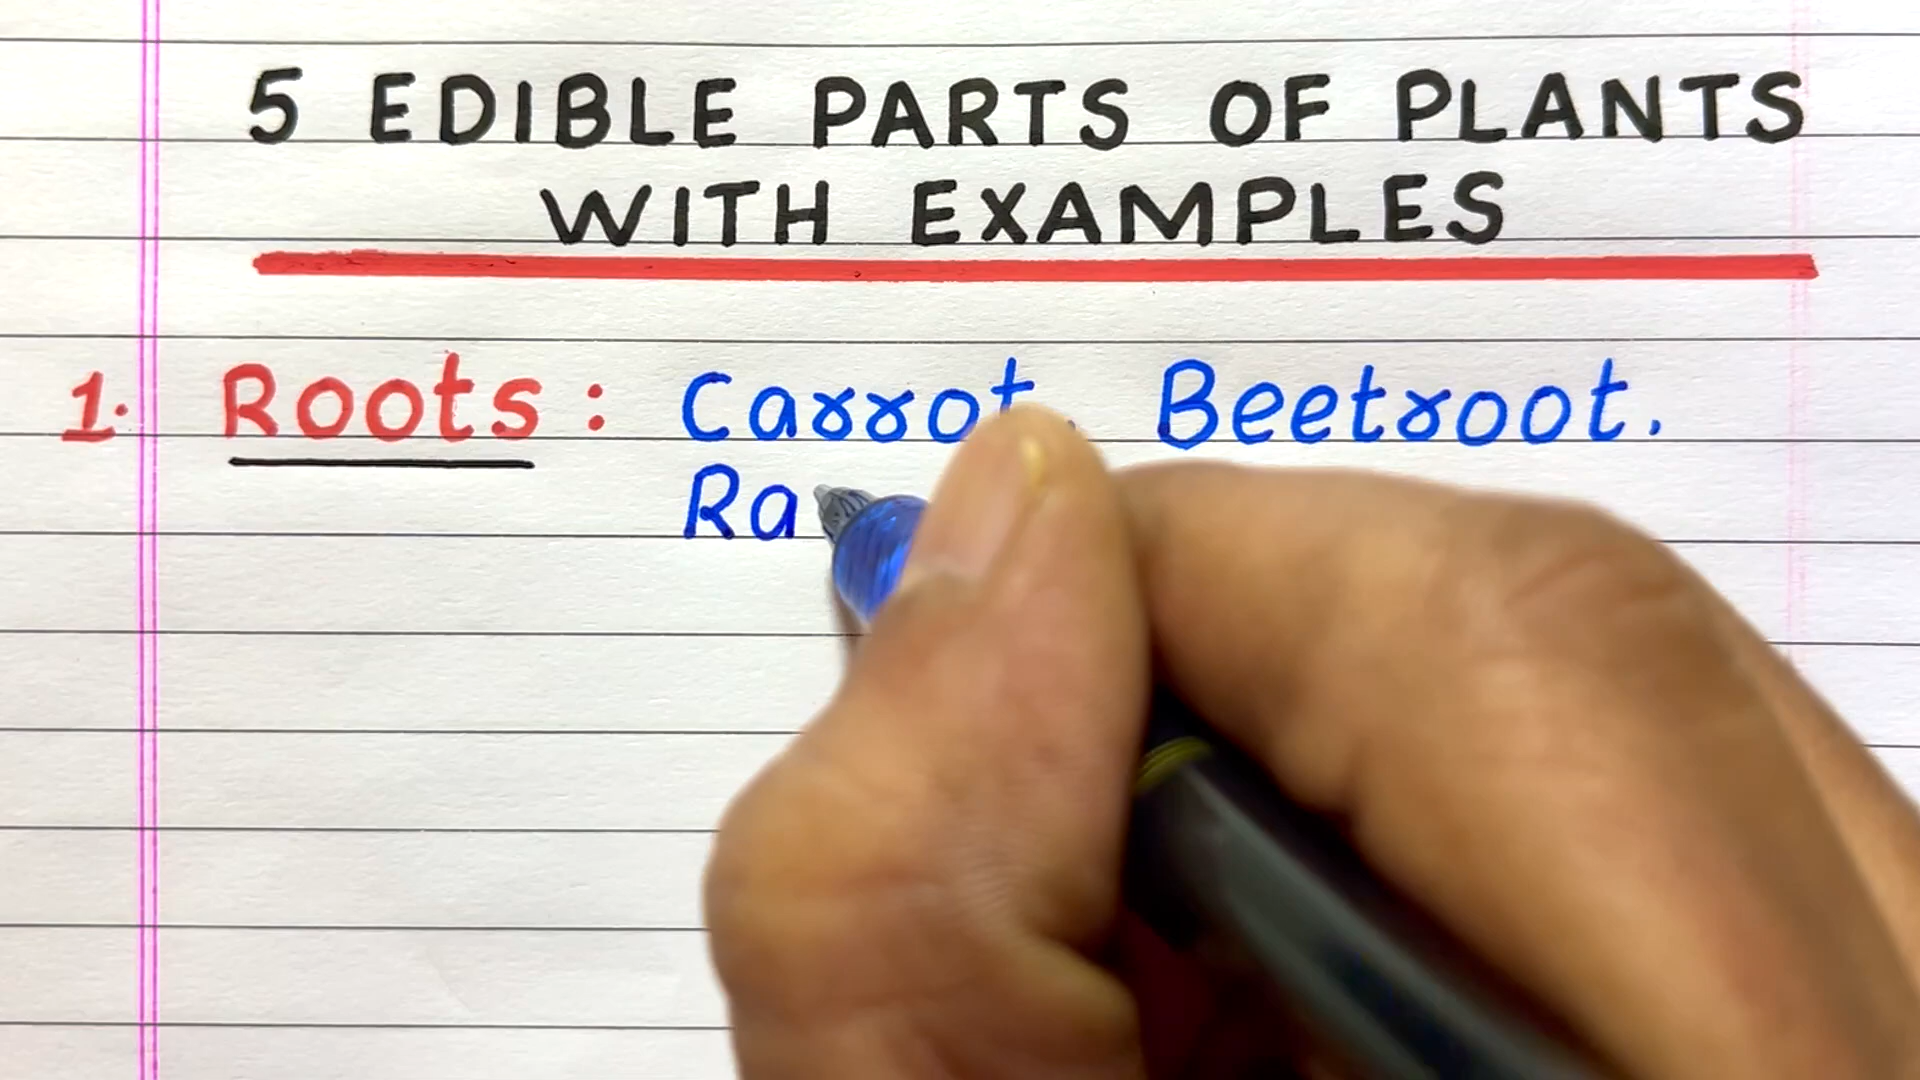 5 EDIBLE PARTS OF PLANTS
WITH EXAMPLES
1. Roots : Carrot. Beetroot.
Ra